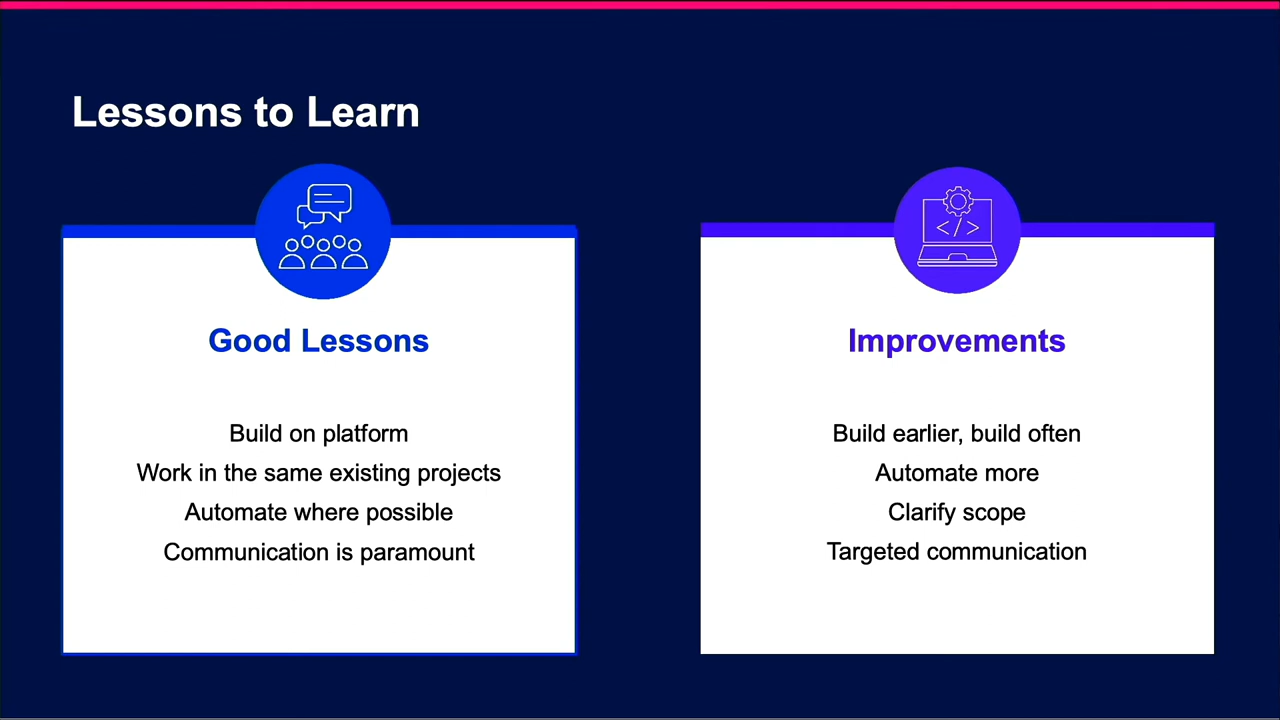 Lessons to Learn
Good Lessons
Build on platform
Work in the same existing projects
Automate where possible
Communication is paramount
Improvements
Build earlier, build often
Automate more
Clarify scope
Targeted communication